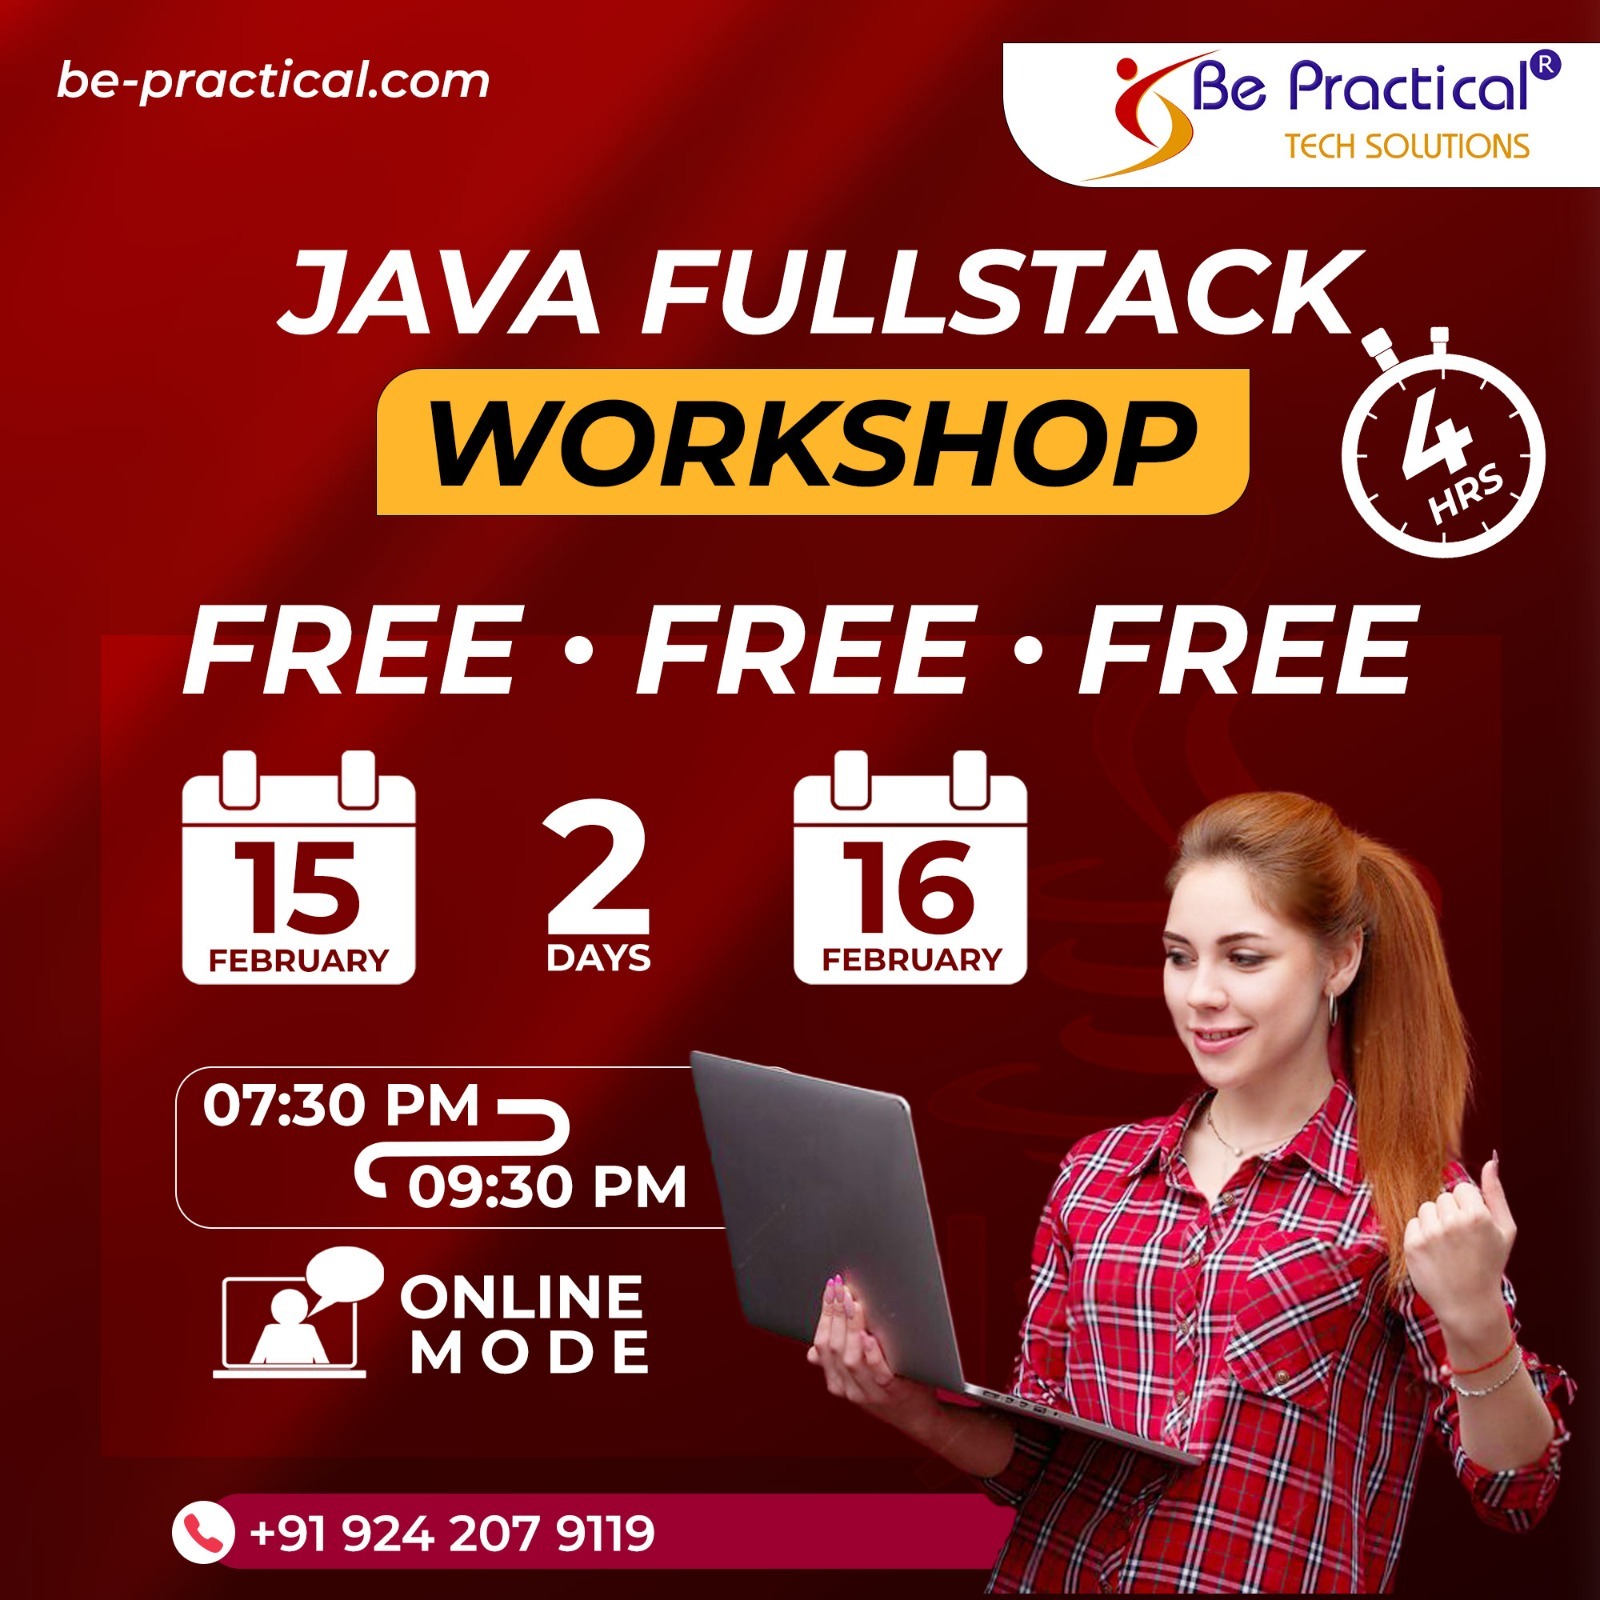 be-practical.com
Be Practical®
TECH SOLUTIONS
JAVA FULLSTACK
WORKSHOP
4
HRS
FREE • FREE • FREE
15
FEBRUARY
2
DAYS
16
FEBRUARY
07:30 PM
09:30 PM
ONLINE
MODE
+91 924 207 9119